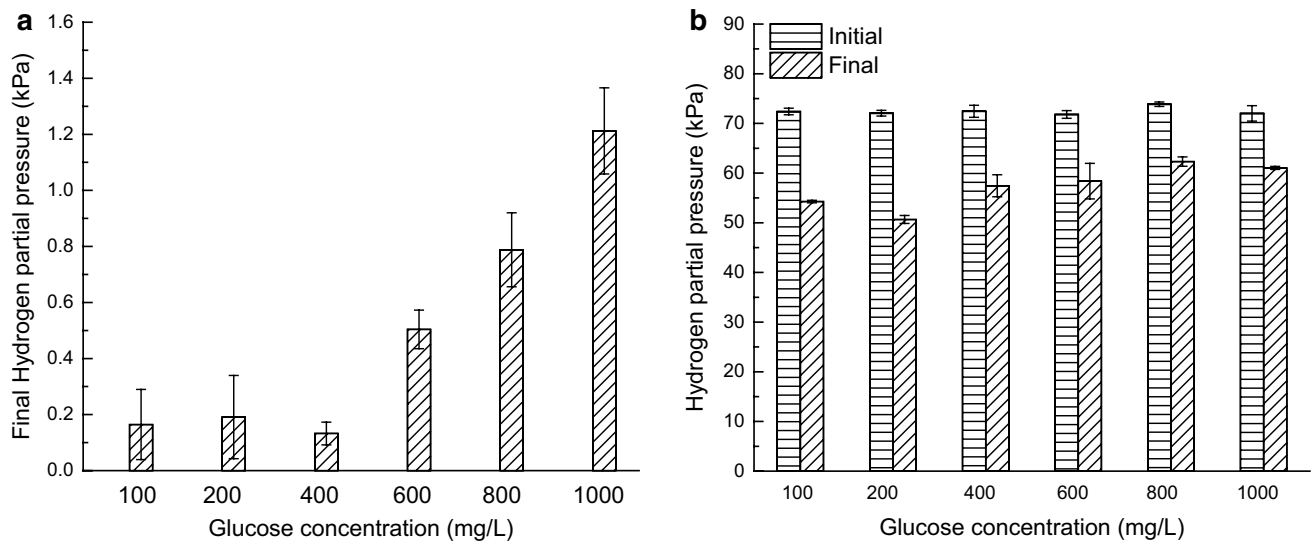 a
Final Hydrogen partial pressure (kPa)
1.6
1.4
1.2
1.0
0.8
0.6
0.4
0.2
0.0
100 200 400 600 800 1000
Glucose concentration (mg/L)
b
Initial
Final
Hydrogen partial pressure (kPa)
90
80
70
60
50
40
30
20
10
0
100 200 400 600 800 1000
Glucose concentration (mg/L)